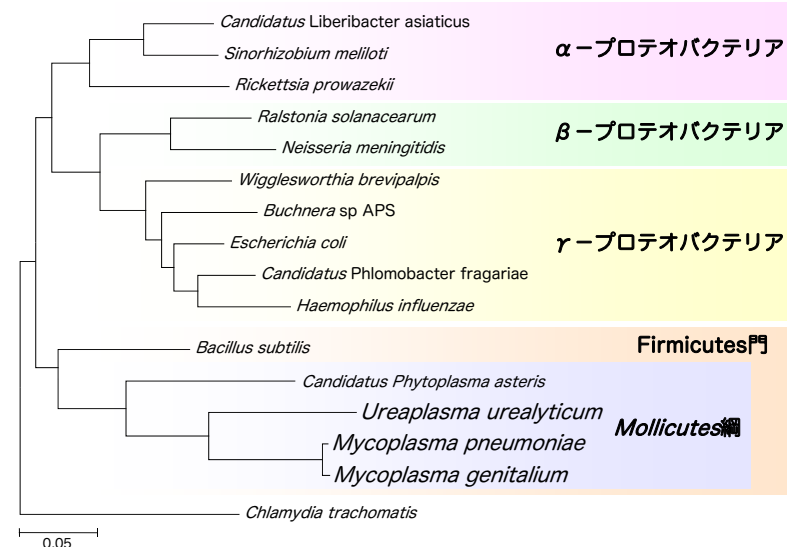 Candidatus Liberibacter asiaticus
Sinorhizobium meliloti
α－プロテオバクテリア
Rickettsia prowazekii
Ralstonia solanacearum
β－プロテオバクテリア
Neisseria meningitidis
Wigglesworthia brevipalpis
Buchnera sp APS
Escherichia coli
γ－プロテオバクテリア
Candidatus Phlomobacter fragariae
Haemophilus influenzae
Bacillus subtilis
Firmicutes門
Candidatus Phytoplasma asteris
Ureaplasma urealyticum
Mollicutes綱
Mycoplasma pneumoniae
Mycoplasma genitalium
Chlamydia trachomatis
0.05